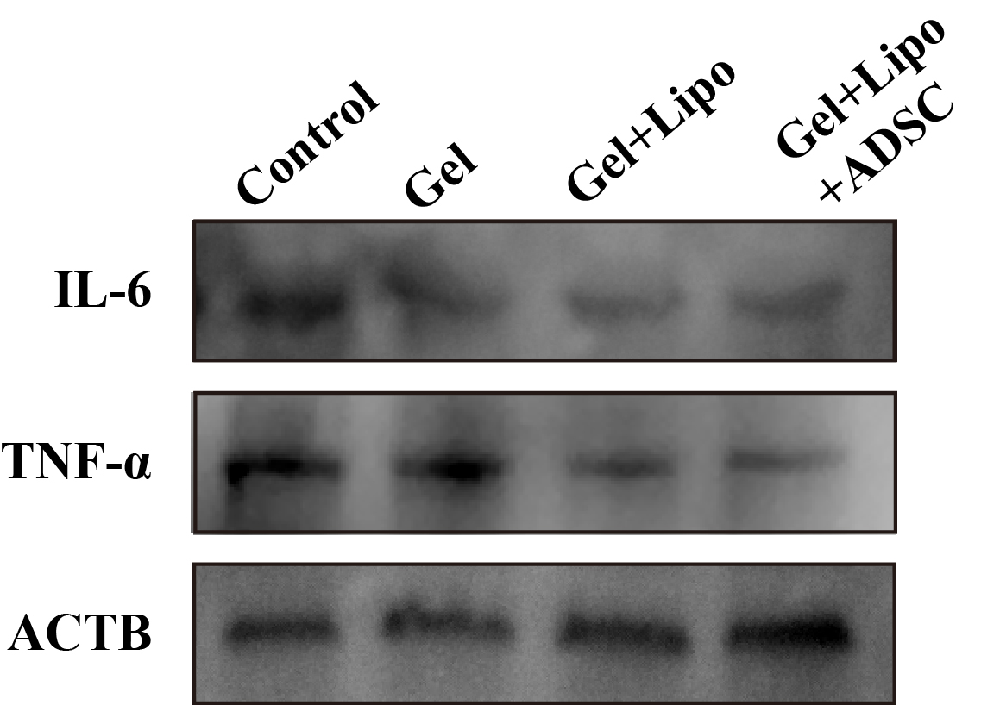 Control
Gel
Gel+Lipo
Gel+Lipo
+ADSC
IL-6
TNF-α
ACTB